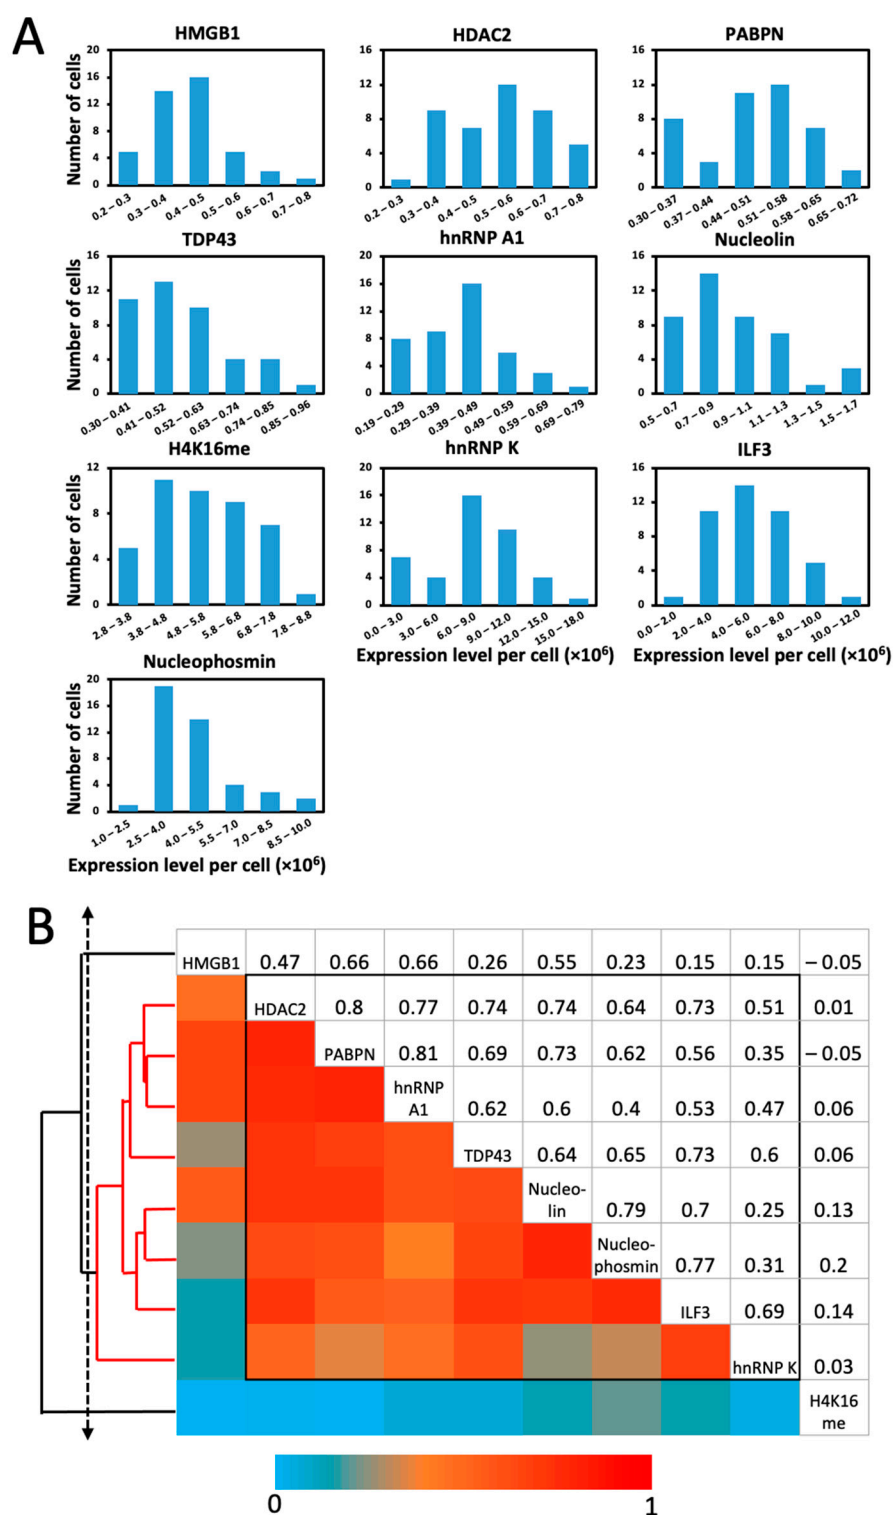 A
HMGB1
HDAC2
PABPN
Number of cells
20
16
12
8
4
0
16
12
8
4
0
16
12
8
4
0
0.2 – 0.3
0.3 – 0.4
0.4 – 0.5
0.5 – 0.6
0.6 – 0.7
0.7 – 0.8
0.2 – 0.3
0.3 – 0.4
0.4 – 0.5
0.5 – 0.6
0.6 – 0.7
0.7 – 0.8
0.30 – 0.37
0.37 – 0.44
0.44 – 0.51
0.51 – 0.58
0.58 – 0.65
0.65 – 0.72
TDP43
hnRNP A1
Nucleolin
Number of cells
16
12
8
4
0
20
16
12
8
4
0
16
12
8
4
0
0.30 – 0.41
0.41 – 0.52
0.52 – 0.63
0.63 – 0.74
0.74 – 0.85
0.85 – 0.96
0.19 – 0.29
0.29 – 0.39
0.39 – 0.49
0.49 – 0.59
0.59 – 0.69
0.69 – 0.79
0.5 – 0.7
0.7 – 0.9
0.9 – 1.1
1.1 – 1.3
1.3 – 1.5
1.5 – 1.7
H4K16me
hnRNP K
ILF3
Number of cells
12
8
4
0
20
16
12
8
4
0
16
12
8
4
0
2.8 – 3.8
3.8 – 4.8
4.8 – 5.8
5.8 – 6.8
6.8 – 7.8
7.8 – 8.8
0.0 – 3.0
3.0 – 6.0
6.0 – 9.0
9.0 – 12.0
12.0 – 15.0
15.0 – 18.0
0.0 – 2.0
2.0 – 4.0
4.0 – 6.0
6.0 – 8.0
8.0 – 10.0
10.0 – 12.0
Expression level per cell (×10⁶)
Expression level per cell (×10⁶)
Nucleophosmin
Number of cells
20
16
12
8
4
0
1.0 – 2.5
2.5 – 4.0
4.0 – 5.5
5.5 – 7.0
7.0 – 8.5
8.5 – 10.0
Expression level per cell (×10⁶)
B
HMGB1 0.47 0.66 0.66 0.26 0.55 0.23 0.15 0.15 – 0.05
HDAC2 0.8 0.77 0.74 0.74 0.64 0.73 0.51 0.01
PABPN 0.81 0.69 0.73 0.62 0.56 0.35 – 0.05
hnRNP
A1 0.62 0.6 0.4 0.53 0.47 0.06
TDP43 0.64 0.65 0.73 0.6 0.06
Nucleo-
lin 0.79 0.7 0.25 0.13
Nucleo-
phosmin 0.77 0.31 0.2
ILF3 0.69 0.14
hnRNP K 0.03
H4K16
me
0 1